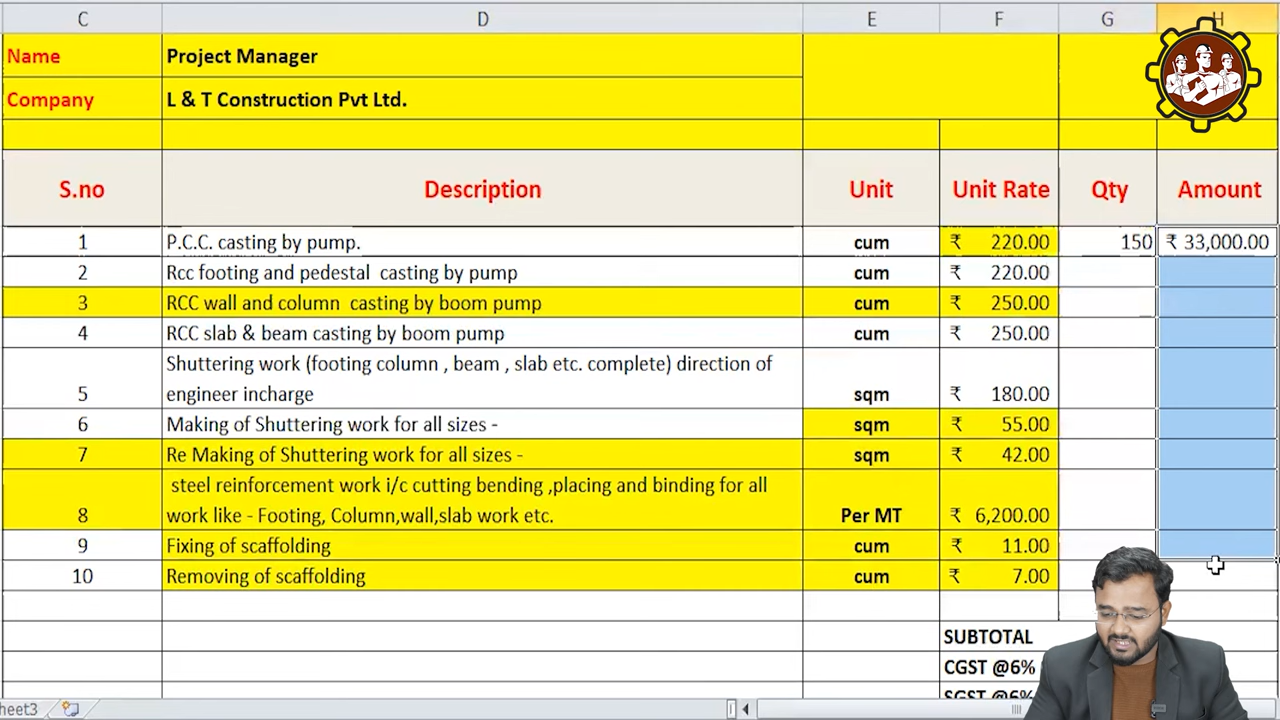 C D E F G H
Name Project Manager
Company L & T Construction Pvt Ltd.
S.no Description Unit Unit Rate Qty Amount
1 P.C.C. casting by pump. cum ₹ 220.00 150 ₹ 33,000.00
2 Rcc footing and pedestal casting by pump cum ₹ 220.00
3 RCC wall and column casting by boom pump cum ₹ 250.00
4 RCC slab & beam casting by boom pump cum ₹ 250.00
Shuttering work (footing column , beam , slab etc. complete) direction of
5 engineer incharge sqm ₹ 180.00
6 Making of Shuttering work for all sizes - sqm ₹ 55.00
7 Re Making of Shuttering work for all sizes - sqm ₹ 42.00
steel reinforcement work i/c cutting bending ,placing and binding for all
8 work like - Footing, Column,wall,slab work etc. Per MT ₹ 6,200.00
9 Fixing of scaffolding cum ₹ 11.00
10 Removing of scaffolding cum ₹ 7.00
SUBTOTAL
CGST @6%
SGST @6%
heet3